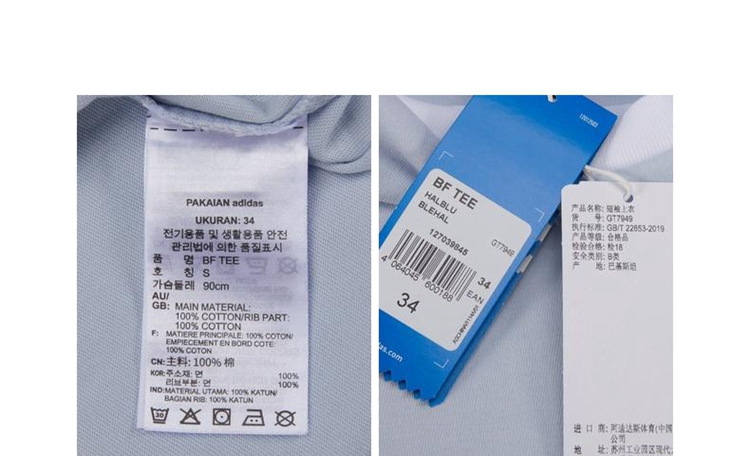 PAKAIAN adidas
UKURAN: 34
전기용품 및 생활용품 안전
관리법에 의한 품질표시
품 명 BF TEE
호 칭 S
가슴둘레 90cm
AU/
GB: MAIN MATERIAL:
100% COTTON/RIB PART:
100% COTTON
F: MATIERE PRINCIPALE: 100% COTON/
EMPIECEMENT EN BORD COTE:
100% COTON
CN:主料: 100% 棉
KOR:주소재: 면 100%
리브부분: 면 100%
IND:MATERIAL UTAMA: 100% KATUN/
BAGIAN RIB: 100% KATUN
30
BF TEE
HALBLU
BLEHAL
127039845
GT7949
4 064045 600188
34
EAN
34
das.com
产品名称: 短袖上衣
货 号: GT7949
执行标准: GB/T 22853-2019
产品等级: 合格品
检验合格: 检18
安全类别: B类
产 地: 巴基斯坦
进 口 商: 阿迪达斯体育(中国
公司
地 址: 苏州工业园区现代